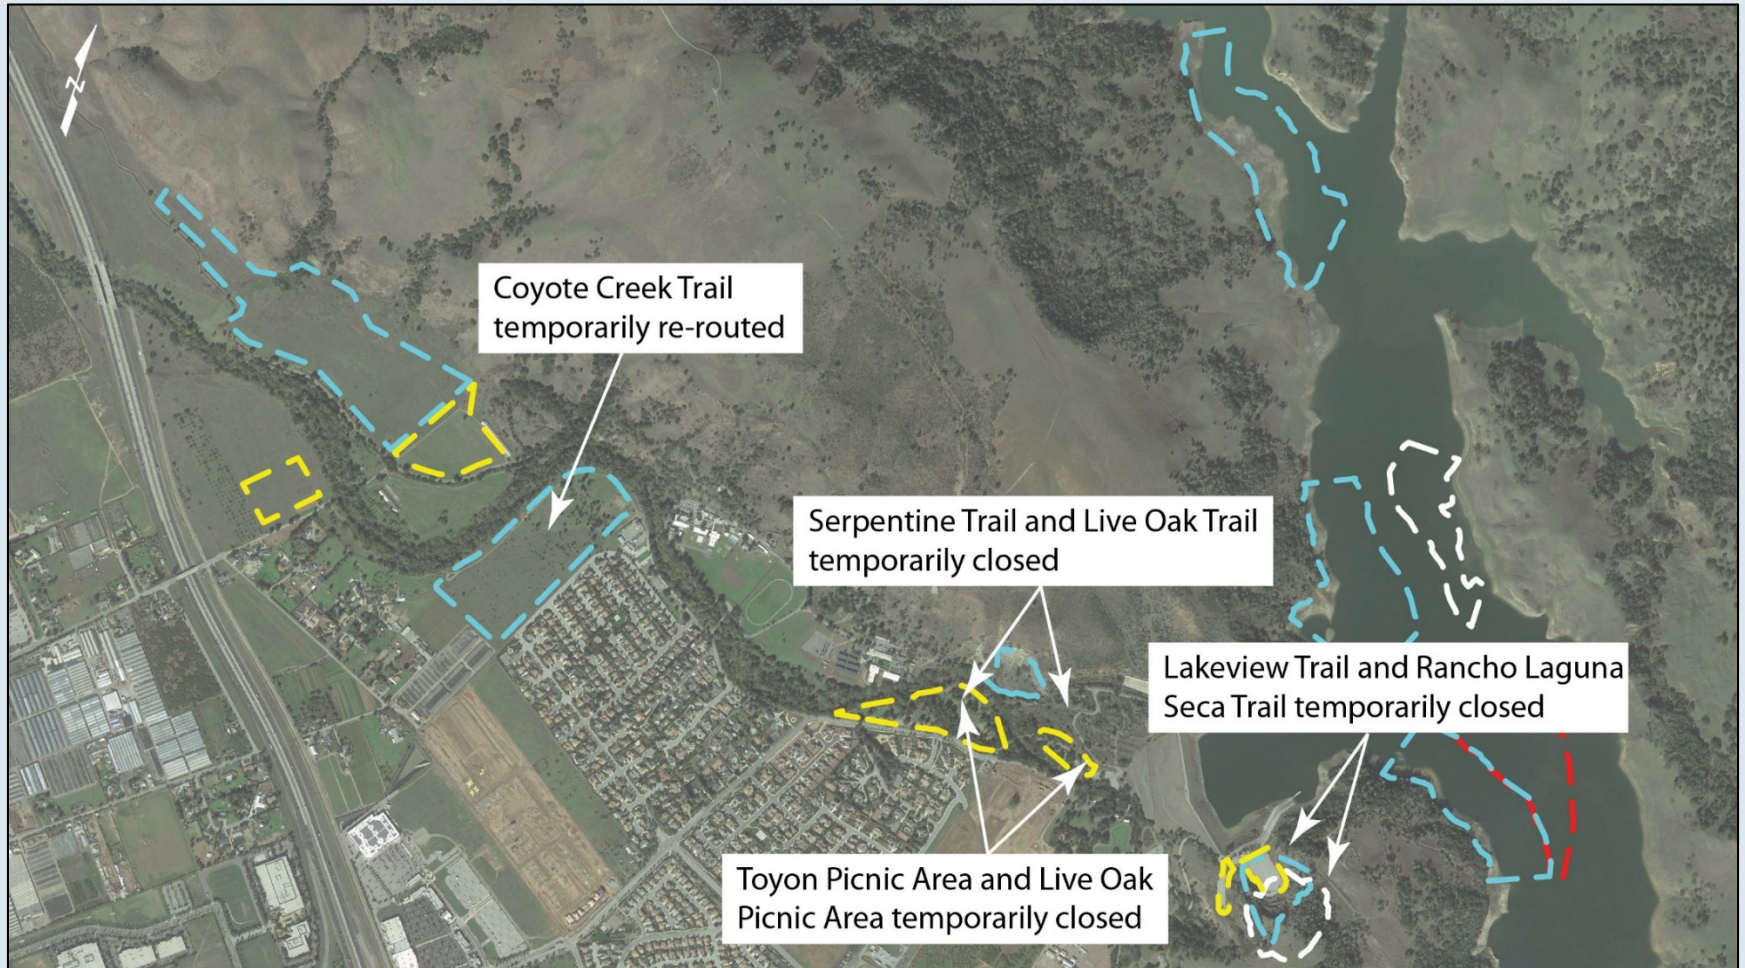 Coyote Creek Trail
temporarily re-routed
Serpentine Trail and Live Oak Trail
temporarily closed
Lakeview Trail and Rancho Laguna
Seca Trail temporarily closed
Toyon Picnic Area and Live Oak
Picnic Area temporarily closed
N